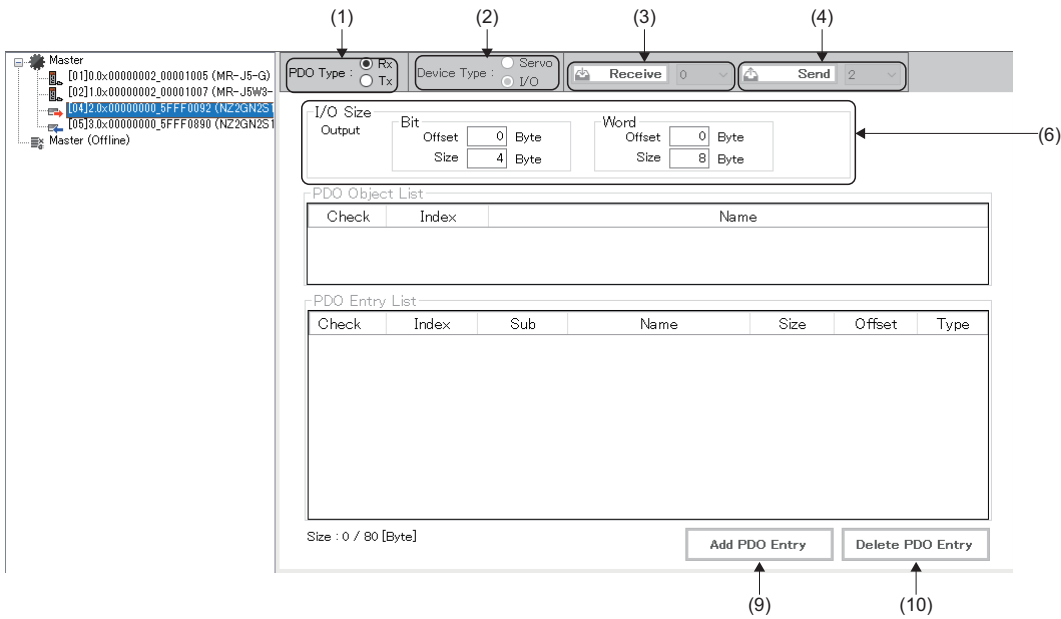 (1) (2) (3) (4)
Master
[01]0.0x00000002_00001005 (MR-J5-G)
[02]1.0x00000002_00001007 (MR-J5W3-
[04]2.0x00000000_5FFF0092 (NZ2GN2S1
[05]3.0x00000000_5FFF0890 (NZ2GN2S1
Master (Offline)
PDO Type : Rx Tx
Device Type : Servo I/O
Receive 0
Send 2
I/O Size
Output
Bit
Offset 0 Byte
Size 4 Byte
Word
Offset 0 Byte
Size 8 Byte
(6)
PDO Object List
Check Index Name
PDO Entry List
Check Index Sub Name Size Offset Type
Size : 0 / 80 [Byte]
Add PDO Entry Delete PDO Entry
(9) (10)